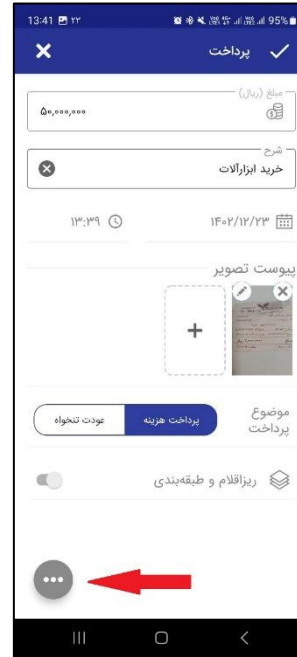 13:41 ۲۳ 95%
پرداخت
مبلغ (ریال)
۵۰,۰۰۰,۰۰۰
شرح
خرید ابزارآلات
۱۴۰۲/۱۲/۲۳ ۱۳:۳۹
پیوست تصویر
+
موضوع پرداخت
پرداخت هزینه عودت تنخواه
ریزاقلام و طبقه‌بندی